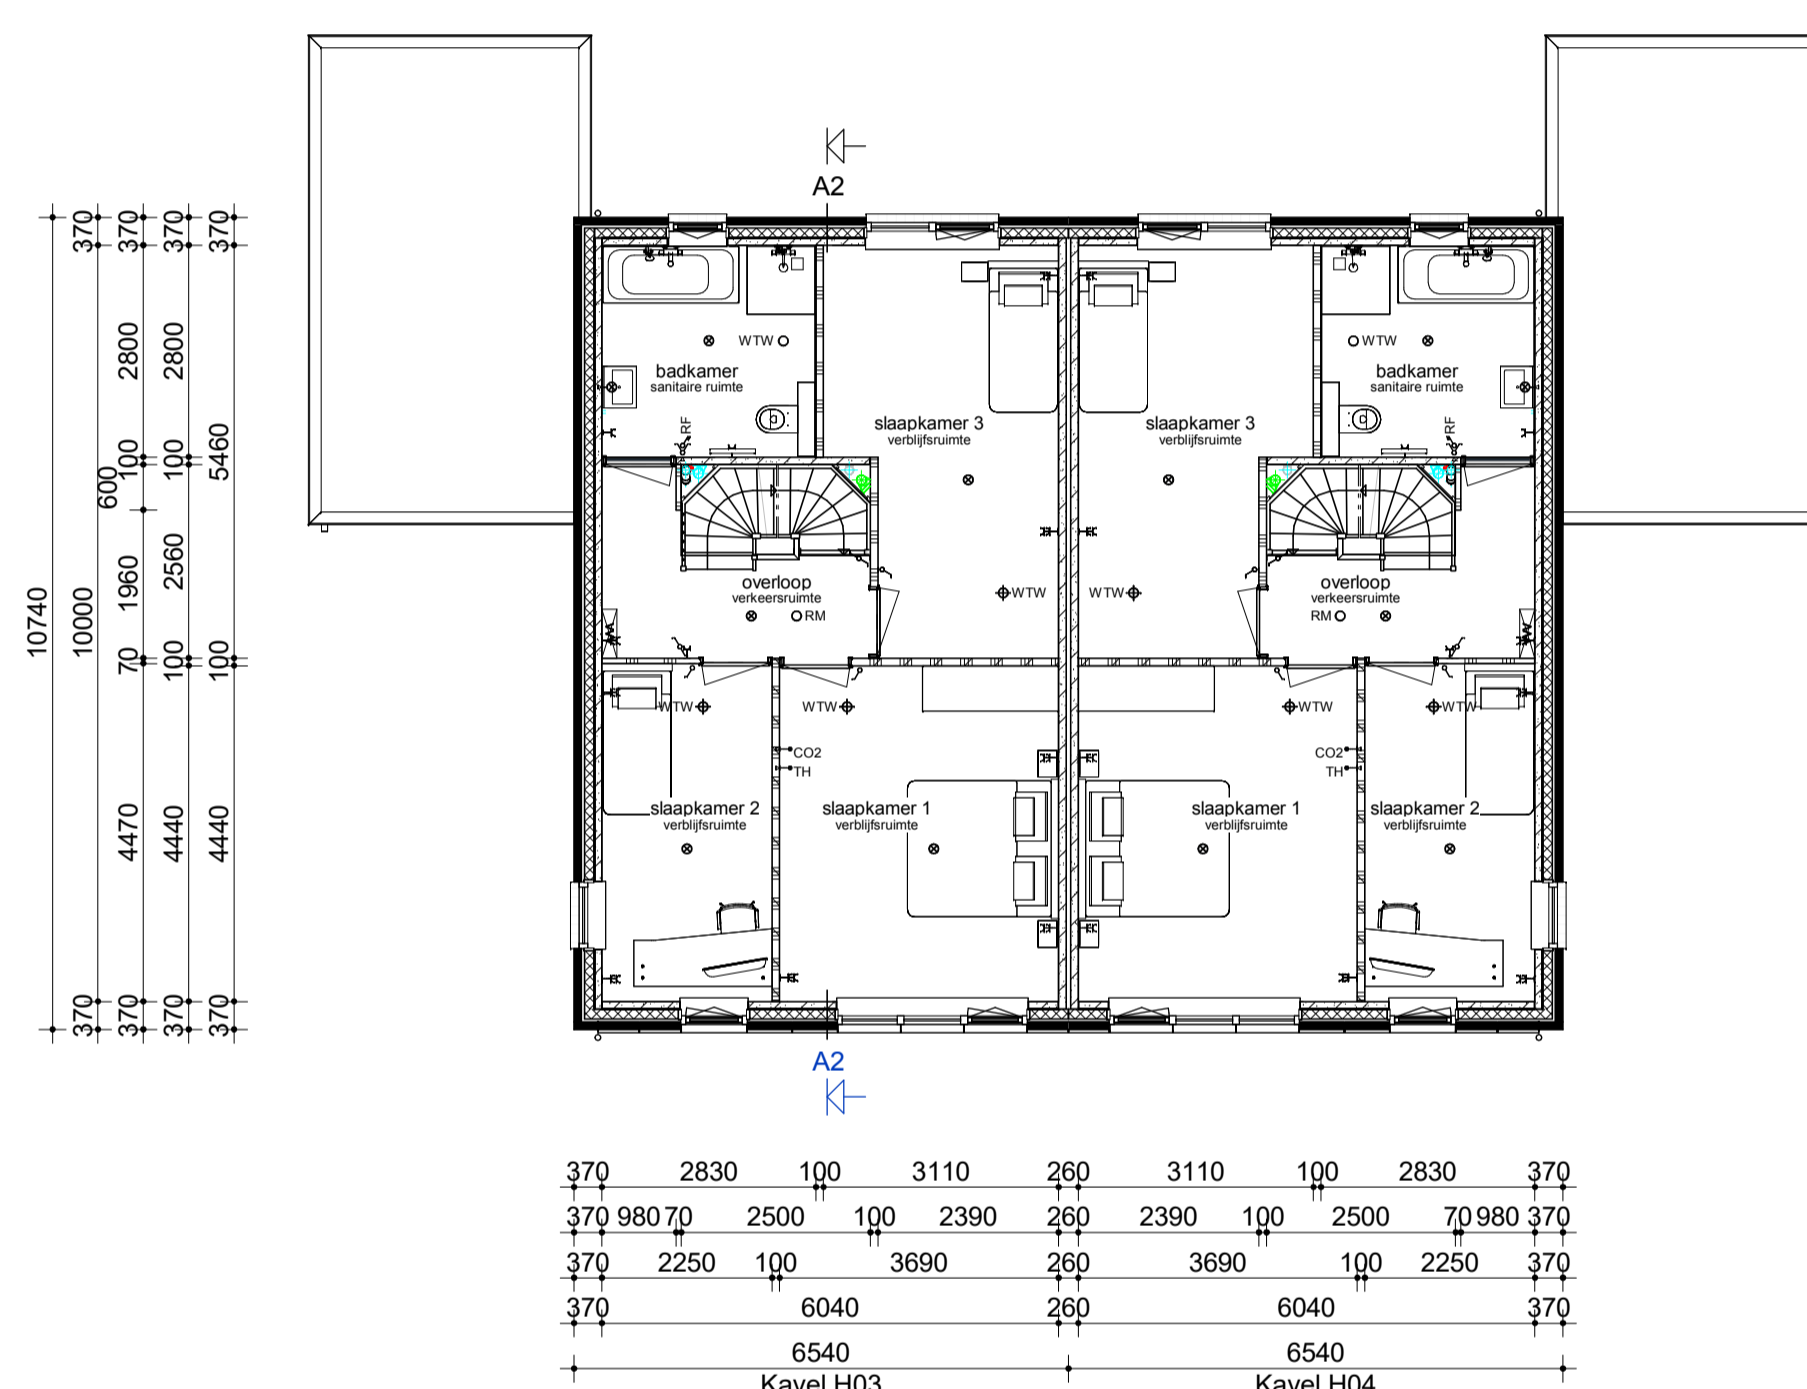 A2
370 370 370 370
2800 2800
badkamer
sanitaire ruimte
WTW
RF
slaapkamer 3
verblijfsruimte
slaapkamer 3
verblijfsruimte
WTW
badkamer
sanitaire ruimte
RF
600 100 100 5460
10740 10000 1960 2560
overloop
verkeersruimte
RM
WTW
WTW
overloop
verkeersruimte
RM
70 100 100
WTW
WTW
CO2
TH
WTW
WTW
CO2
TH
4470 4440 4440
slaapkamer 2
verblijfsruimte
slaapkamer 1
verblijfsruimte
slaapkamer 1
verblijfsruimte
slaapkamer 2
verblijfsruimte
370 370 370 370
A2
370 2830 100 3110 260 3110 100 2830 370
370 980 70 2500 100 2390 260 2390 100 2500 70 980 370
370 2250 100 3690 260 3690 100 2250 370
370 6040 260 6040 370
6540 6540
Kavel H03 Kavel H04